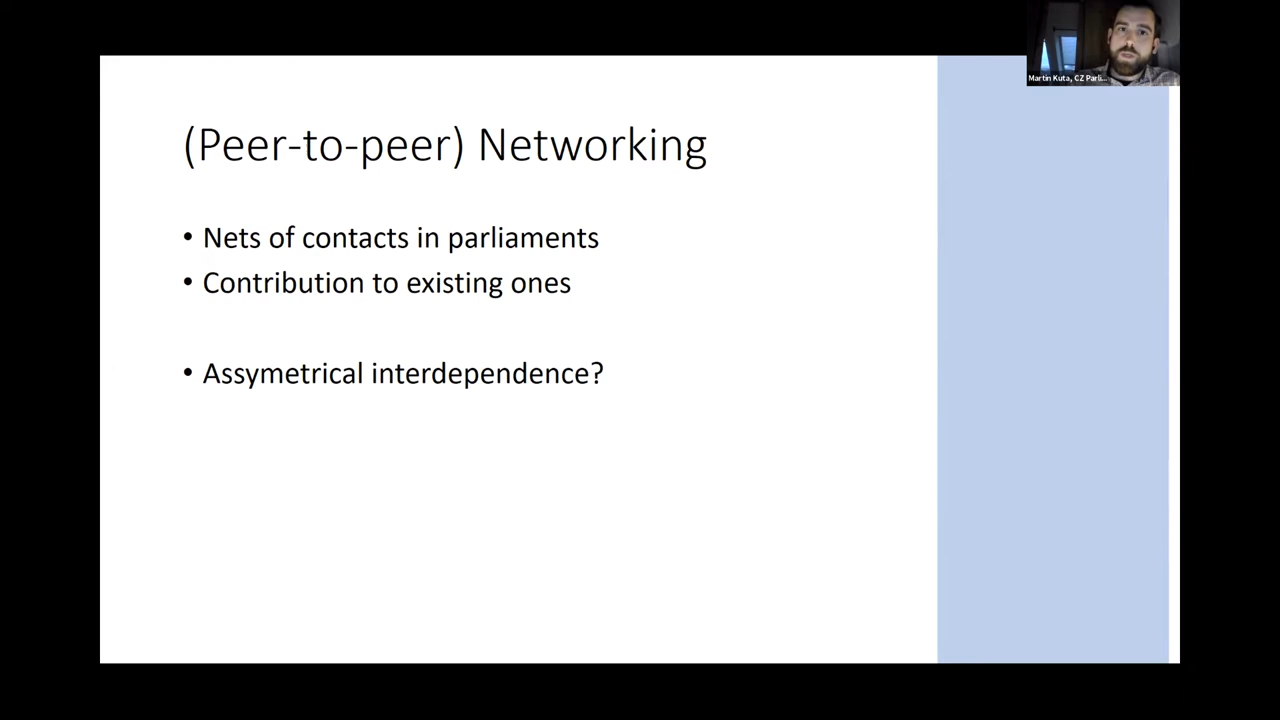 Martin Kuta, CZ Parli...
(Peer-to-peer) Networking
• Nets of contacts in parliaments
• Contribution to existing ones
• Assymetrical interdependence?